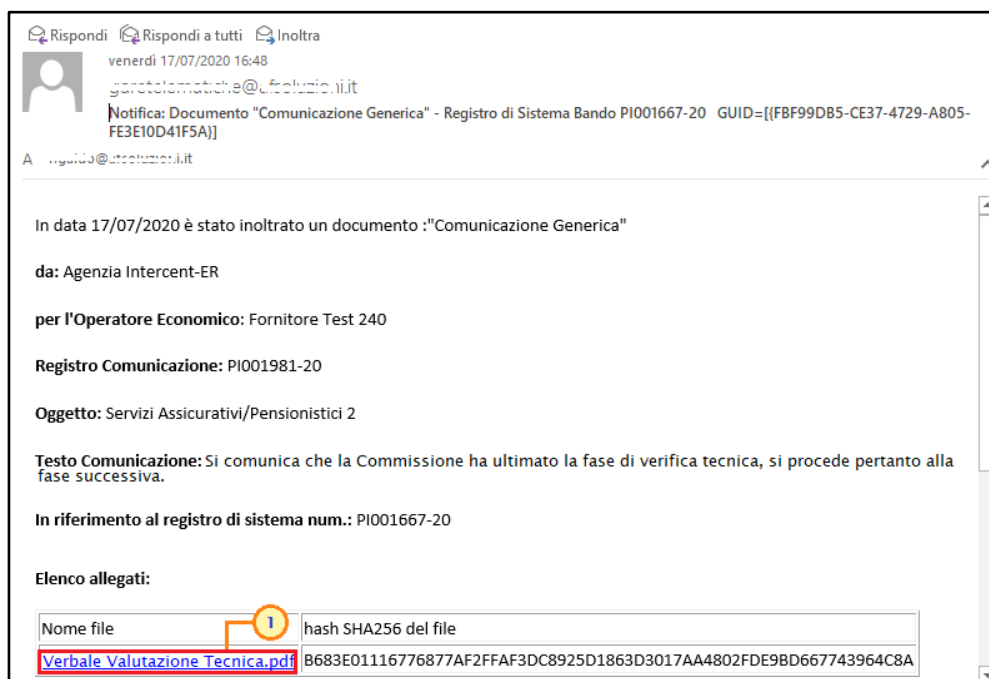 Rispondi Rispondi a tutti Inoltra
venerdì 17/07/2020 16:48
Notifica: Documento "Comunicazione Generica" - Registro di Sistema Bando PI001667-20 GUID=[{FBF99DB5-CE37-4729-A805-
FE3E10D41F5A}]
A
In data 17/07/2020 è stato inoltrato un documento :"Comunicazione Generica"
da: Agenzia Intercent-ER
per l'Operatore Economico: Fornitore Test 240
Registro Comunicazione: PI001981-20
Oggetto: Servizi Assicurativi/Pensionistici 2
Testo Comunicazione: Si comunica che la Commissione ha ultimato la fase di verifica tecnica, si procede pertanto alla
fase successiva.
In riferimento al registro di sistema num.: PI001667-20
Elenco allegati:
1
Nome file hash SHA256 del file
Verbale Valutazione Tecnica.pdf B683E01116776877AF2FFAF3DC8925D1863D3017AA4802FDE9BD667743964C8A